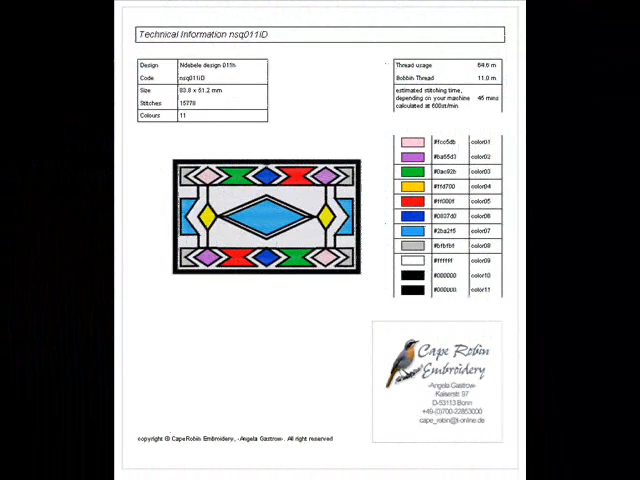 Technical Information nsq011iD
Design Ndebele design 011h
Code nsq011iD
Size 83.8 x 51.2 mm
Stitches 15778
Colours 11
Thread usage 64.6 m
Bobbin Thread 11.0 m
estimated stitching time,
depending on your machine 45 mins
calculated at 600st/min
#fcc5db color01
#ba55d3 color02
#0ac92b color03
#ffd700 color04
#ff000f color05
#0037d0 color06
#2ba2f5 color07
#bfbfbf color08
#ffffff color09
#000000 color10
#000000 color11
Cape Robin
Embroidery
-Angela Gastrow-
Kaiserstr. 97
D-53113 Bonn
+49-(0)700-22853000
cape_robin@t-online.de
copyright @ CapeRobin Embroidery, -Angela Gastrow-. All right reserved